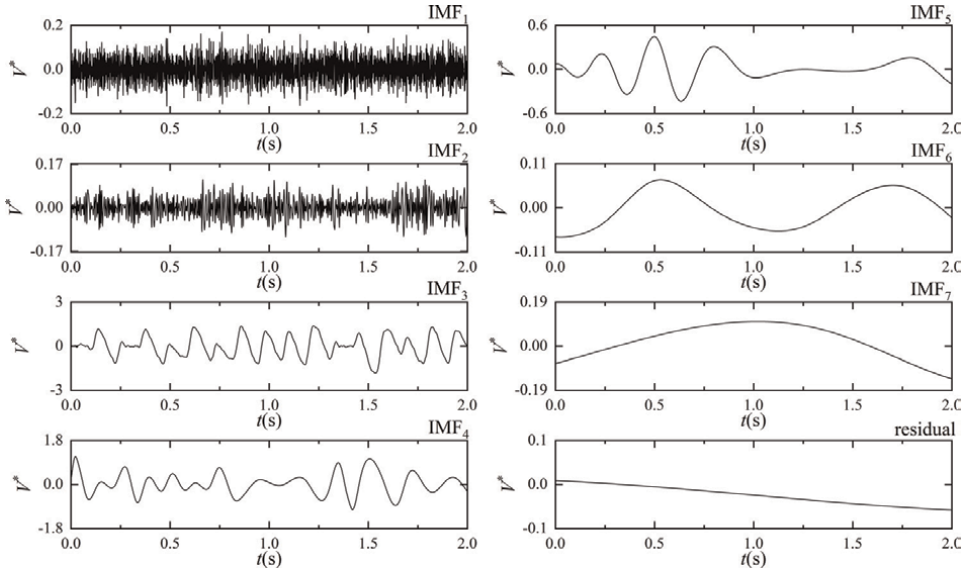 IMF1
0.2
0.0
-0.2
V*
0.0 0.5 1.0 1.5 2.0
t(s)
IMF2
0.17
0.00
-0.17
V*
0.0 0.5 1.0 1.5 2.0
t(s)
IMF3
3
0
-3
V*
0.0 0.5 1.0 1.5 2.0
t(s)
IMF4
1.8
0.0
-1.8
V*
0.0 0.5 1.0 1.5 2.0
t(s)
IMF5
0.6
0.0
-0.6
V*
0.0 0.5 1.0 1.5 2.0
t(s)
IMF6
0.11
0.00
-0.11
V*
0.0 0.5 1.0 1.5 2.0
t(s)
IMF7
0.19
0.00
-0.19
V*
0.0 0.5 1.0 1.5 2.0
t(s)
residual
0.1
0.0
-0.1
V*
0.0 0.5 1.0 1.5 2.0
t(s)